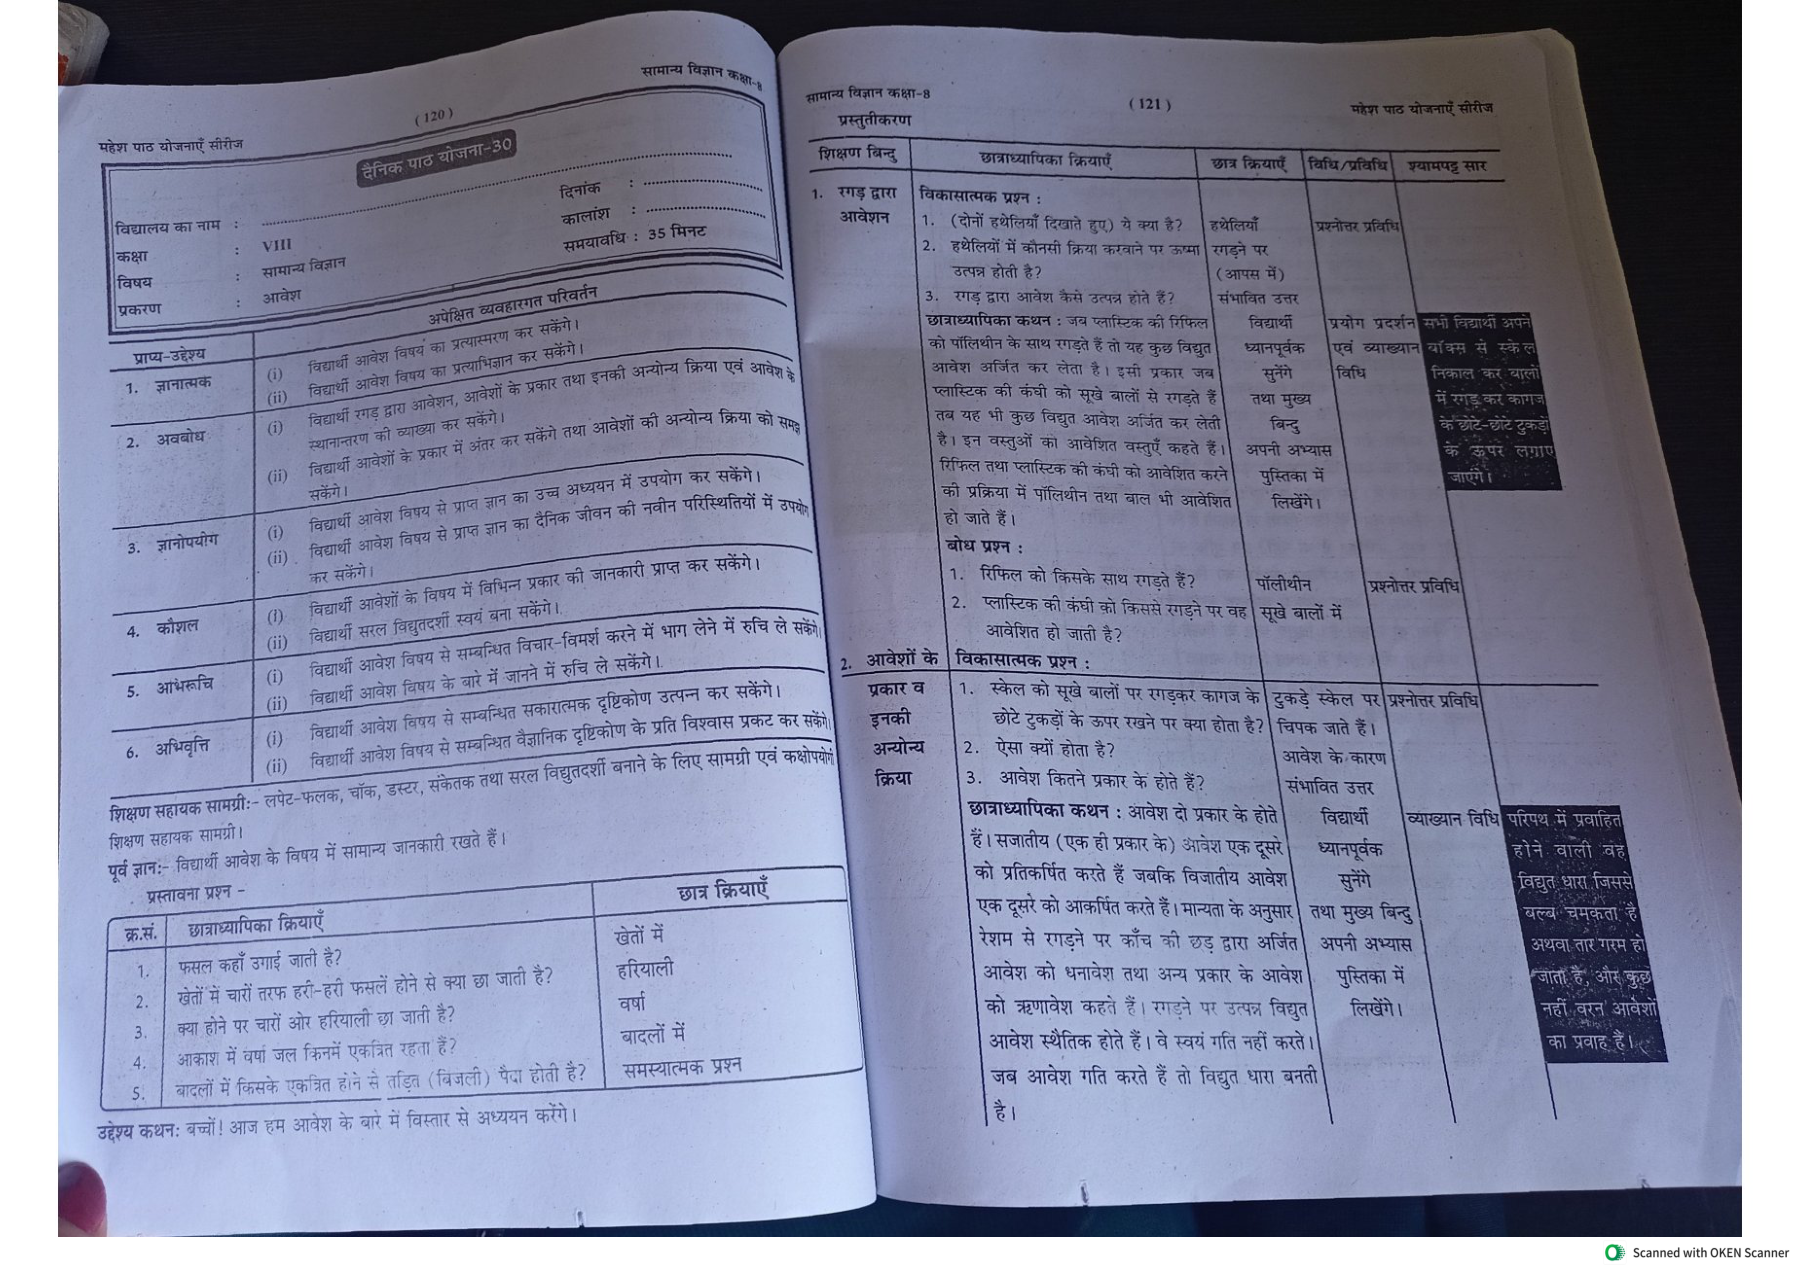 सामान्य विज्ञान कक्षा-8
(120)
महेश पाठ योजनाएँ सीरीज
दैनिक पाठ योजना-30
विद्यालय का नाम :
दिनांक :
कक्षा : VIII
कालांश :
विषय : सामान्य विज्ञान
समयावधि : 35 मिनट
प्रकरण : आवेश
प्राप्य-उद्देश्य
अपेक्षित व्यवहारगत परिवर्तन
1. ज्ञानात्मक
(i) विद्यार्थी आवेश विषय का प्रत्यास्मरण कर सकेंगे।
(ii) विद्यार्थी आवेश विषय का प्रत्याभिज्ञान कर सकेंगे।
2. अवबोध
(i) विद्यार्थी रगड़ द्वारा आवेशन, आवेशों के प्रकार तथा इनकी अन्योन्य क्रिया एवं आवेश के
स्थानान्तरण की व्याख्या कर सकेंगे।
(ii) विद्यार्थी आवेशों के प्रकार में अंतर कर सकेंगे तथा आवेशों की अन्योन्य क्रिया को समझ
सकेंगे।
3. ज्ञानोपयोग
(i) विद्यार्थी आवेश विषय से प्राप्त ज्ञान का उच्च अध्ययन में उपयोग कर सकेंगे।
(ii) विद्यार्थी आवेश विषय से प्राप्त ज्ञान का दैनिक जीवन की नवीन परिस्थितियों में उपयोग
कर सकेंगे।
4. कौशल
(i) विद्यार्थी आवेशों के विषय में विभिन्न प्रकार की जानकारी प्राप्त कर सकेंगे।
(ii) विद्यार्थी सरल विद्युतदर्शी स्वयं बना सकेंगे।
5. अभिरूचि
(i) विद्यार्थी आवेश विषय से सम्बन्धित विचार-विमर्श करने में भाग लेने में रुचि ले सकेंगे।
(ii) विद्यार्थी आवेश विषय के बारे में जानने में रुचि ले सकेंगे।
6. अभिवृत्ति
(i) विद्यार्थी आवेश विषय से सम्बन्धित सकारात्मक दृष्टिकोण उत्पन्न कर सकेंगे।
(ii) विद्यार्थी आवेश विषय से सम्बन्धित वैज्ञानिक दृष्टिकोण के प्रति विश्वास प्रकट कर सकेंगे।
शिक्षण सहायक सामग्री:- लपेट-फलक, चॉक, डस्टर, संकेतक तथा सरल विद्युतदर्शी बनाने के लिए सामग्री एवं कक्षोपयोगी
शिक्षण सहायक सामग्री।
पूर्व ज्ञान:- विद्यार्थी आवेश के विषय में सामान्य जानकारी रखते हैं।
प्रस्तावना प्रश्न -
क्र.सं. छात्राध्यापिका क्रियाएँ छात्र क्रियाएँ
1. फसल कहाँ उगाई जाती है? खेतों में
2. खेतों में चारों तरफ हरी-हरी फसलें होने से क्या छा जाती है? हरियाली
3. क्या होने पर चारों ओर हरियाली छा जाती है? वर्षा
4. आकाश में वर्षा जल किनमें एकत्रित रहता है? बादलों में
5. बादलों में किसके एकत्रित होने से तड़ित (बिजली) पैदा होती है? समस्यात्मक प्रश्न
उद्देश्य कथन: बच्चों! आज हम आवेश के बारे में विस्तार से अध्ययन करेंगे।
सामान्य विज्ञान कक्षा-8
(121)
महेश पाठ योजनाएँ सीरीज
प्रस्तुतीकरण
शिक्षण बिन्दु छात्राध्यापिका क्रियाएँ छात्र क्रियाएँ विधि/प्रविधि श्यामपट्ट सार
1. रगड़ द्वारा
आवेशन
विकासात्मक प्रश्न :
1. (दोनों हथेलियाँ दिखाते हुए) ये क्या है? हथेलियाँ प्रश्नोत्तर प्रविधि
2. हथेलियों में कौनसी क्रिया करवाने पर ऊष्मा रगड़ने पर
उत्पन्न होती है? (आपस में)
3. रगड़ द्वारा आवेश कैसे उत्पन्न होते हैं? संभावित उत्तर
छात्राध्यापिका कथन : जब प्लास्टिक की रिफिल विद्यार्थी प्रयोग प्रदर्शन सभी विद्यार्थी अपने
को पॉलिथीन के साथ रगड़ते हैं तो यह कुछ विद्युत ध्यानपूर्वक एवं व्याख्यान बॉक्स से स्केल
आवेश अर्जित कर लेता है। इसी प्रकार जब सुनेंगे विधि निकाल कर बालों
प्लास्टिक की कंघी को सूखे बालों से रगड़ते हैं तथा मुख्य में रगड़ कर कागज
तब यह भी कुछ विद्युत आवेश अर्जित कर लेती बिन्दु के छोटे-छोटे टुकड़ों
है। इन वस्तुओं को आवेशित वस्तुएँ कहते हैं। अपनी अभ्यास के ऊपर लगाए
रिफिल तथा प्लास्टिक की कंघी को आवेशित करने पुस्तिका में जाएंगे।
की प्रक्रिया में पॉलिथीन तथा बाल भी आवेशित लिखेंगे।
हो जाते हैं।
बोध प्रश्न :
1. रिफिल को किसके साथ रगड़ते हैं? पॉलीथीन प्रश्नोत्तर प्रविधि
2. प्लास्टिक की कंघी को किससे रगड़ने पर वह सूखे बालों में
आवेशित हो जाती है?
2. आवेशों के विकासात्मक प्रश्न :
प्रकार व 1. स्केल को सूखे बालों पर रगड़कर कागज के टुकड़े स्केल पर प्रश्नोत्तर प्रविधि
इनकी छोटे टुकड़ों के ऊपर रखने पर क्या होता है? चिपक जाते हैं।
अन्योन्य 2. ऐसा क्यों होता है? आवेश के कारण
क्रिया 3. आवेश कितने प्रकार के होते हैं? संभावित उत्तर
छात्राध्यापिका कथन : आवेश दो प्रकार के होते विद्यार्थी व्याख्यान विधि परिपथ में प्रवाहित
हैं। सजातीय (एक ही प्रकार के) आवेश एक दूसरे ध्यानपूर्वक होने वाली वह
को प्रतिकर्षित करते हैं जबकि विजातीय आवेश सुनेंगे विद्युत धारा जिससे
एक दूसरे को आकर्षित करते हैं। मान्यता के अनुसार तथा मुख्य बिन्दु बल्ब चमकता है
रेशम से रगड़ने पर काँच की छड़ द्वारा अर्जित अपनी अभ्यास अथवा तार गरम हो
आवेश को धनावेश तथा अन्य प्रकार के आवेश पुस्तिका में जाता है, और कुछ
को ऋणावेश कहते हैं। रगड़ने पर उत्पन्न विद्युत लिखेंगे। नहीं वरन आवेशों
आवेश स्थैतिक होते हैं। वे स्वयं गति नहीं करते। का प्रवाह है।
जब आवेश गति करते हैं तो विद्युत धारा बनती
है।
Scanned with OKEN Scanner